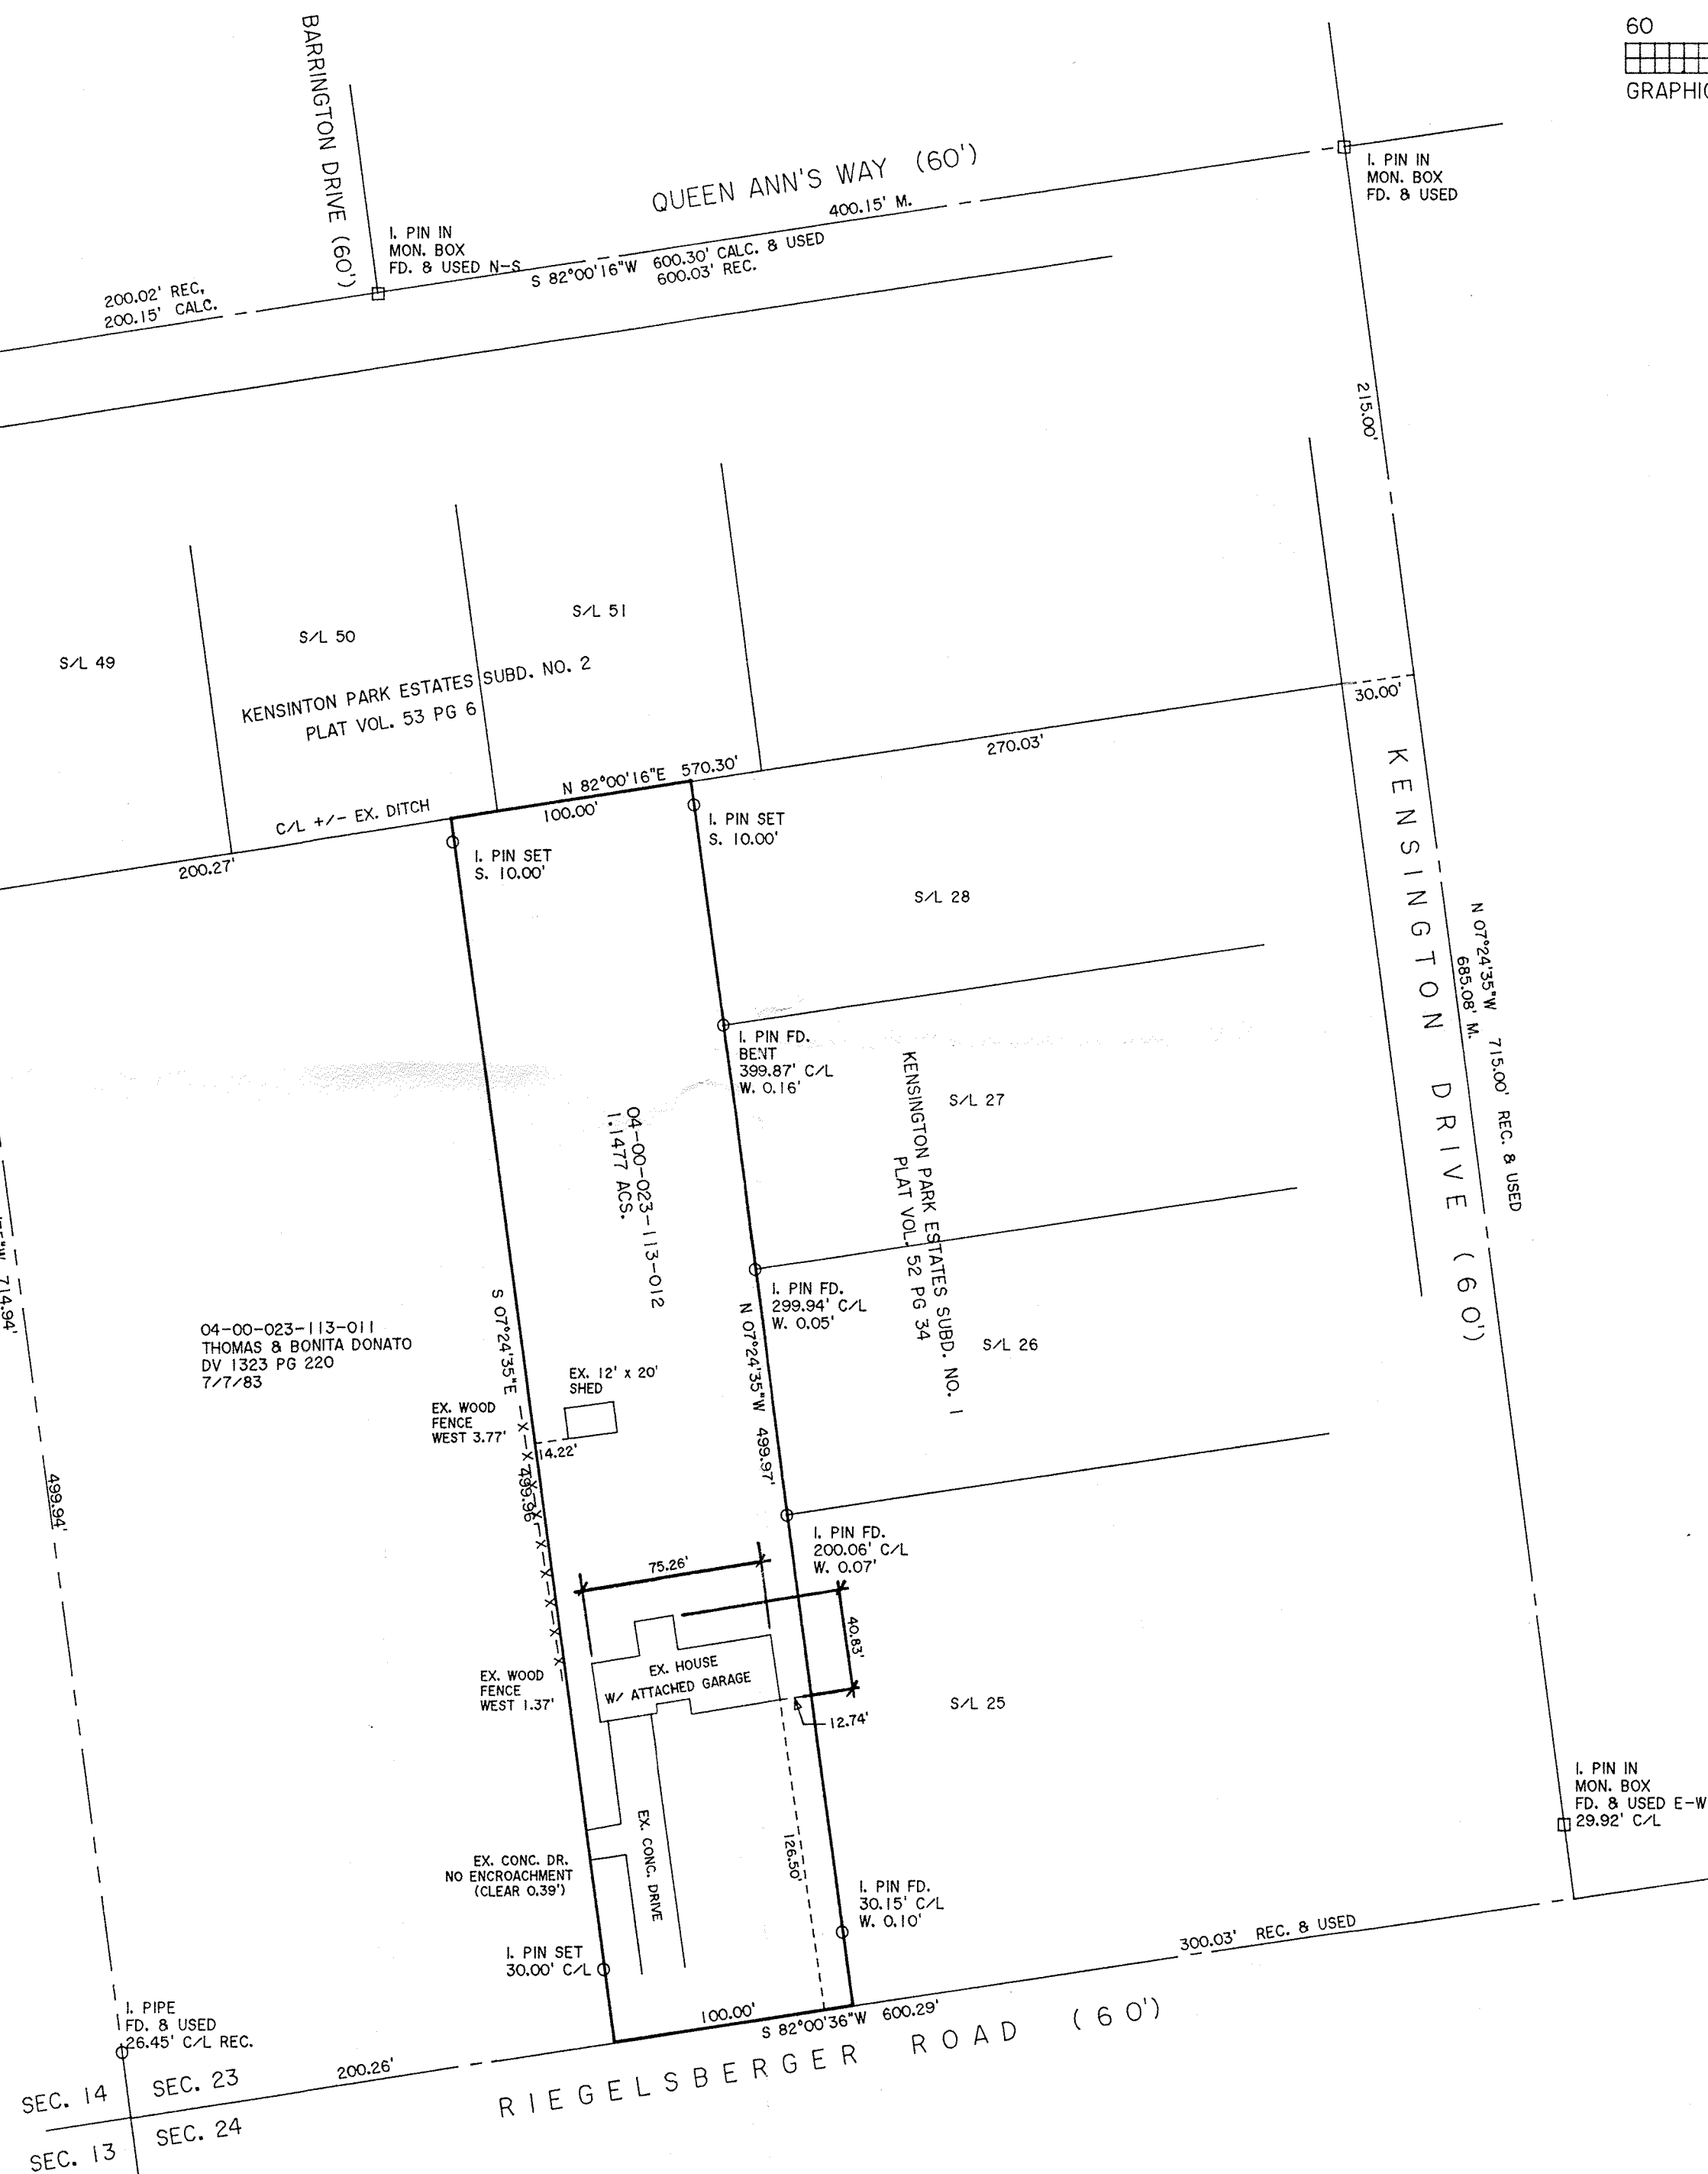 60
GRAPHIC
BARRINGTON DRIVE (60')
I. PIN IN
MON. BOX
FD. & USED N-S
QUEEN ANN'S WAY (60')
400.15' M.
S 82°00'16"W 600.30' CALC. & USED
600.03' REC.
I. PIN IN
MON. BOX
FD. & USED
200.02' REC.
200.15' CALC.
215.00'
S/L 49
S/L 50
S/L 51
KENSINTON PARK ESTATES SUBD. NO. 2
PLAT VOL. 53 PG 6
30.00'
270.03'
N 82°00'16"E 570.30'
100.00'
C/L +/- EX. DITCH
200.27'
I. PIN SET
S. 10.00'
I. PIN SET
S. 10.00'
S/L 28
KENSINGTON DRIVE (60')
N 07°24'35"W 715.00' REC. & USED
685.08' M.
I. PIN FD.
BENT
399.87' C/L
W. 0.16'
S/L 27
04-00-023-113-012
1.1477 ACS.
KENSINGTON PARK ESTATES SUBD. NO. 1
PLAT VOL. 52 PG 34
"W 714.94'
I. PIN FD.
299.94' C/L
W. 0.05'
S/L 26
04-00-023-113-011
THOMAS & BONITA DONATO
DV 1323 PG 220
7/7/83
S 07°24'35"E
499.96'
N 07°24'35"W 499.97'
EX. 12' x 20'
SHED
EX. WOOD
FENCE
WEST 3.77'
14.22'
499.94'
I. PIN FD.
200.06' C/L
W. 0.07'
75.26'
40.83'
EX. HOUSE
W/ ATTACHED GARAGE
EX. WOOD
FENCE
WEST 1.37'
12.74'
S/L 25
I. PIN IN
MON. BOX
FD. & USED E-W
29.92' C/L
EX. CONC. DRIVE
126.50'
EX. CONC. DR.
NO ENCROACHMENT
(CLEAR 0.39')
I. PIN FD.
30.15' C/L
W. 0.10'
I. PIN SET
30.00' C/L
300.03' REC. & USED
100.00'
S 82°00'36"W 600.29'
RIEGELSBERGER ROAD (60')
I. PIPE
FD. & USED
26.45' C/L REC.
200.26'
SEC. 14
SEC. 23
SEC. 13
SEC. 24